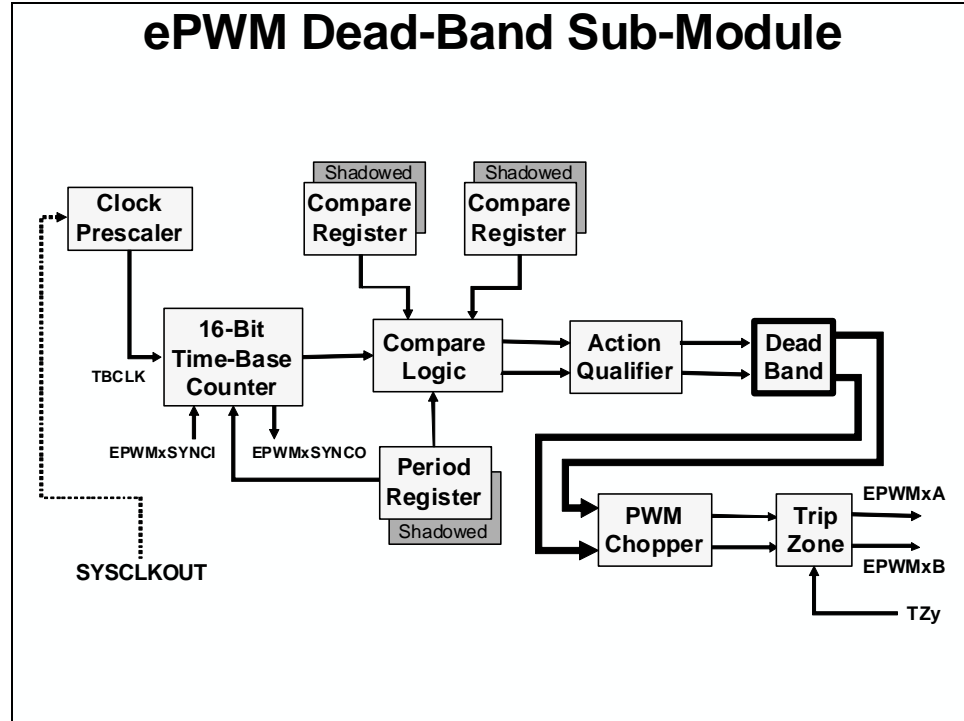 ePWM Dead-Band Sub-Module
Shadowed
Compare
Register
Shadowed
Compare
Register
Clock
Prescaler
TBCLK
16-Bit
Time-Base
Counter
Compare
Logic
Action
Qualifier
Dead
Band
EPWMxSYNCI
EPWMxSYNCO
Period
Register
Shadowed
SYSCLKOUT
PWM
Chopper
Trip
Zone
EPWMxA
EPWMxB
TZy